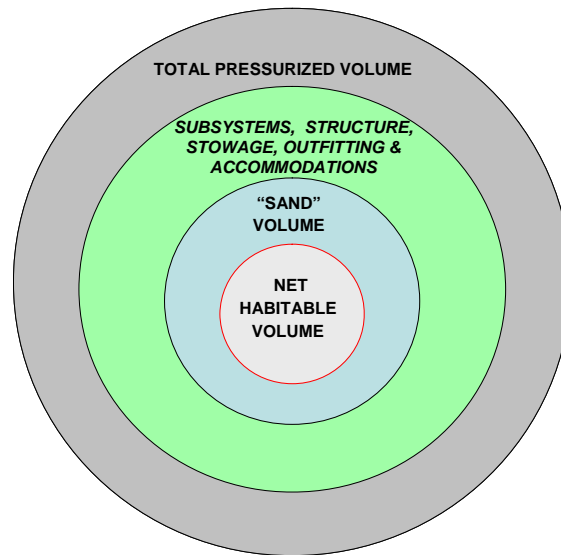 TOTAL PRESSURIZED VOLUME
SUBSYSTEMS, STRUCTURE,
STOWAGE, OUTFITTING &
ACCOMMODATIONS
“SAND”
VOLUME
NET
HABITABLE
VOLUME